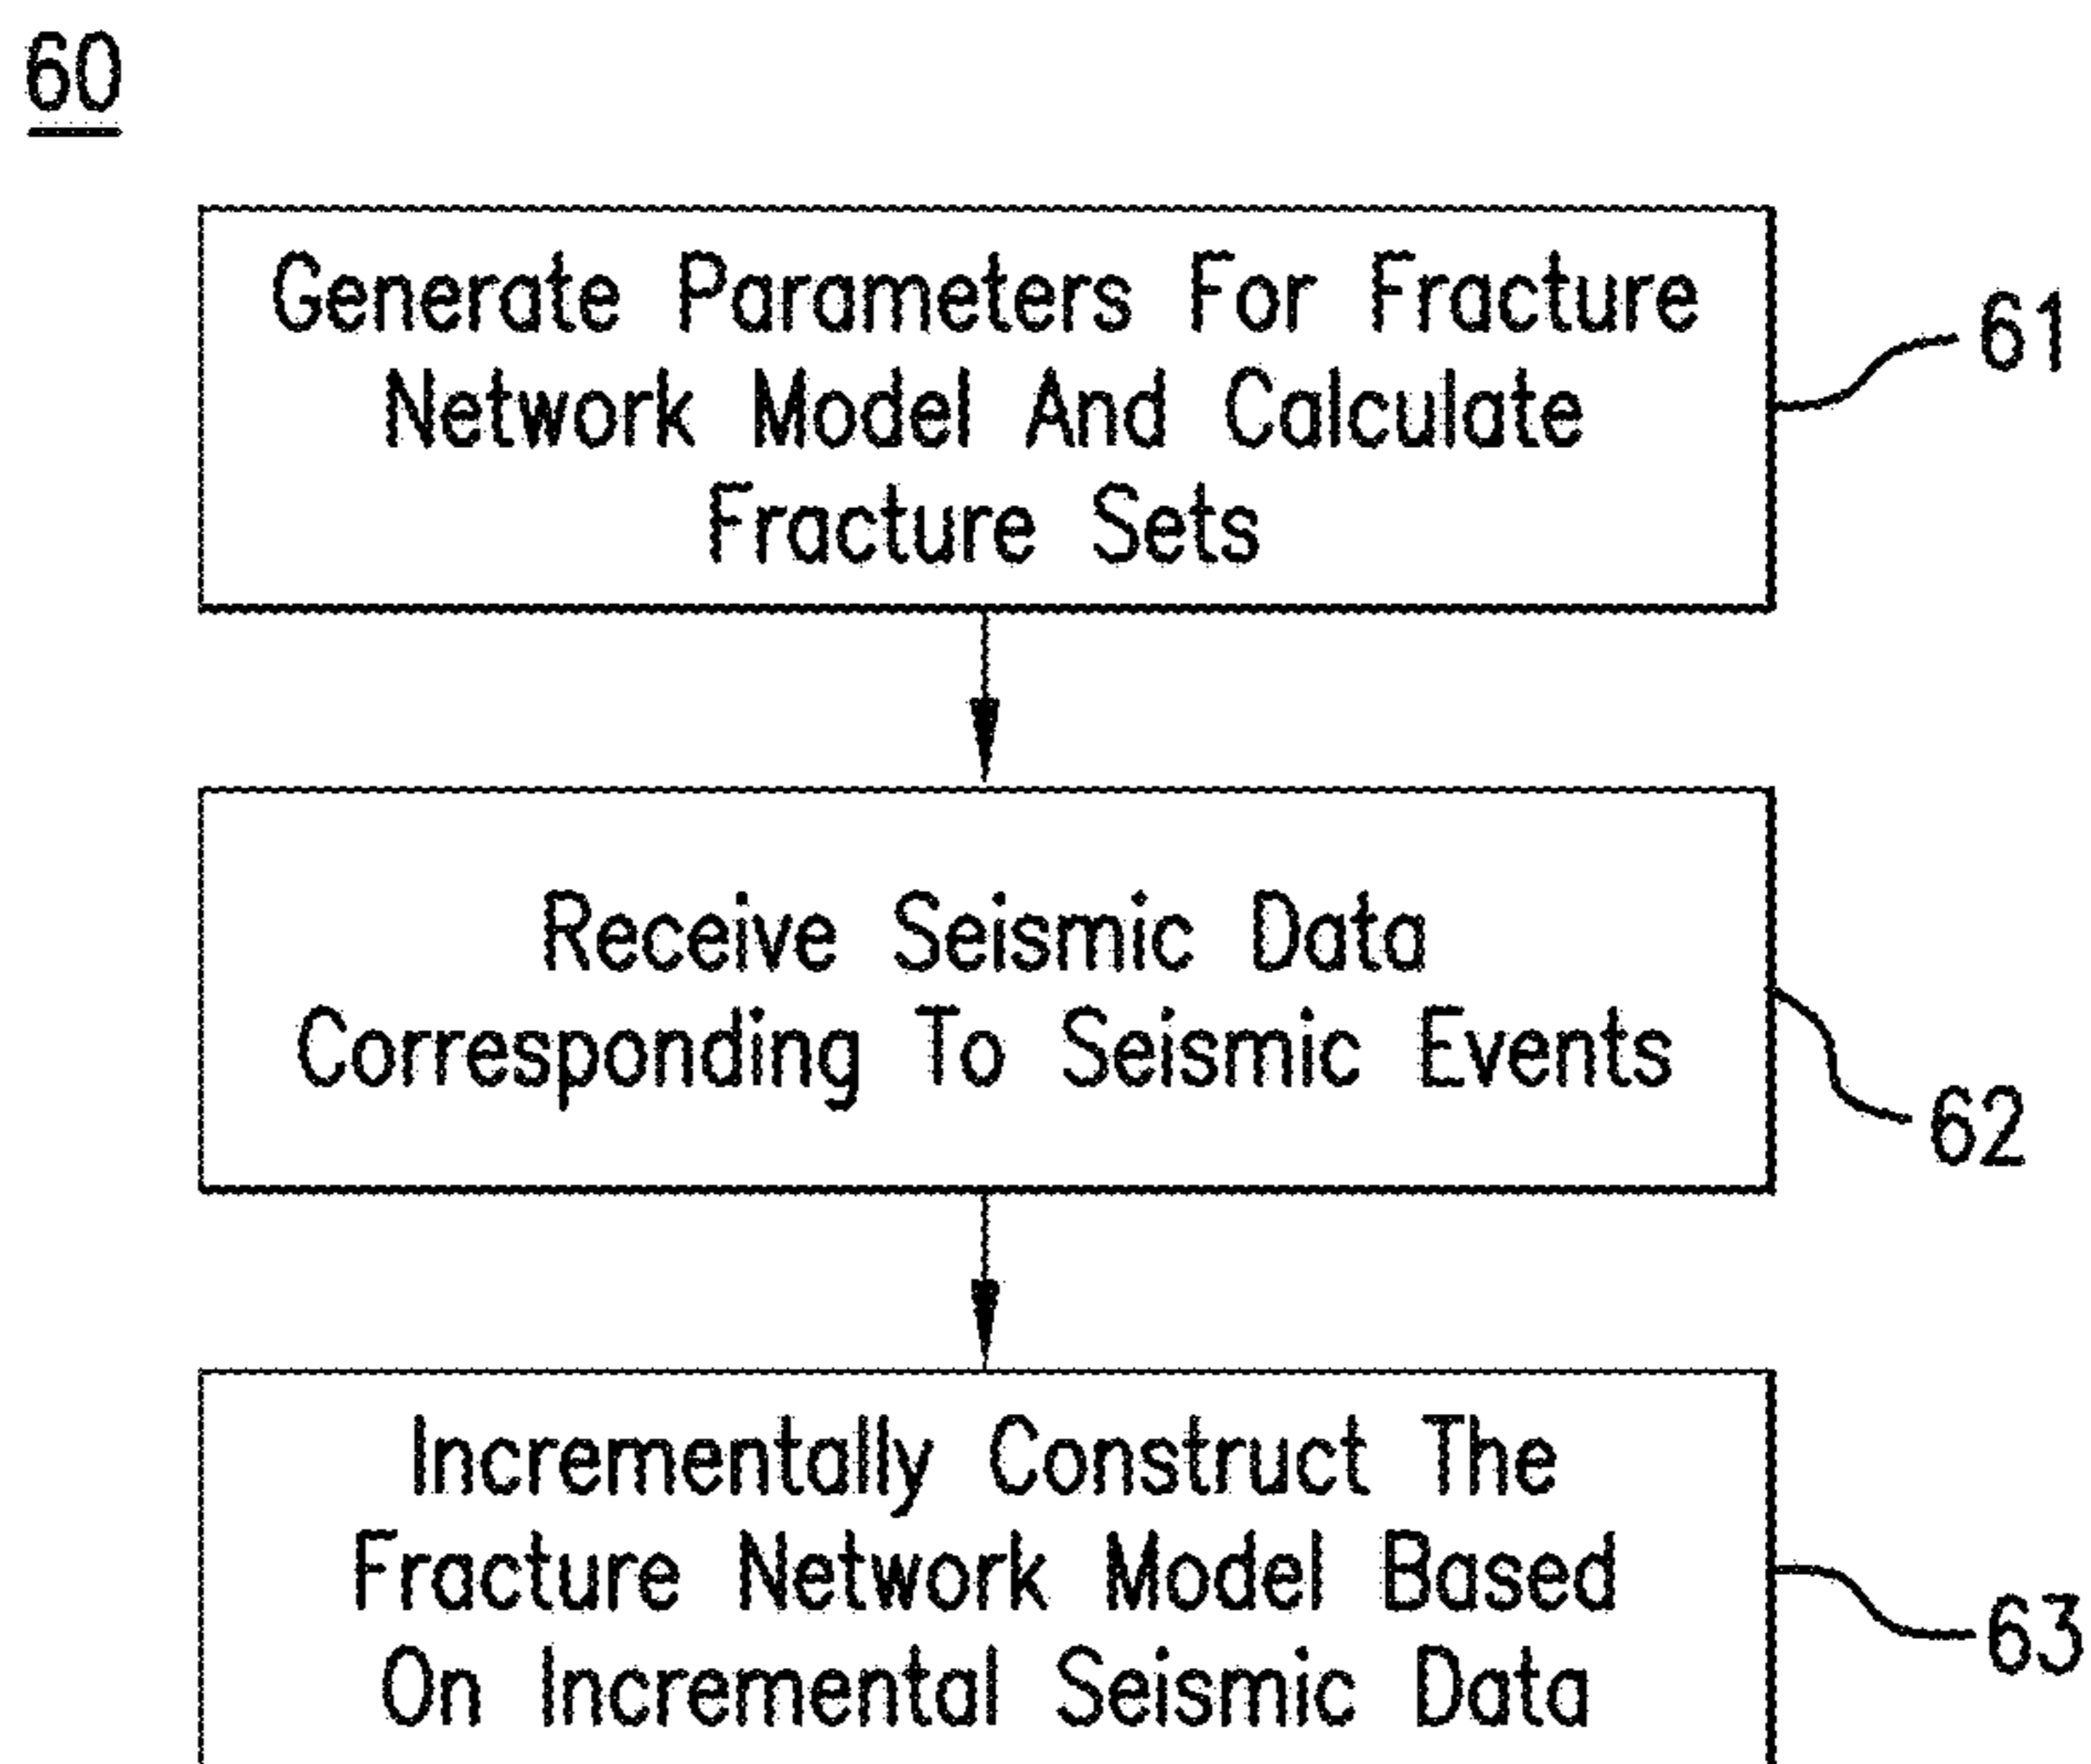 60
Generate Parameters For Fracture
Network Model And Calculate
Fracture Sets
61
Receive Seismic Data
Corresponding To Seismic Events
62
Incrementally Construct The
Fracture Network Model Based
On Incremental Seismic Data
63